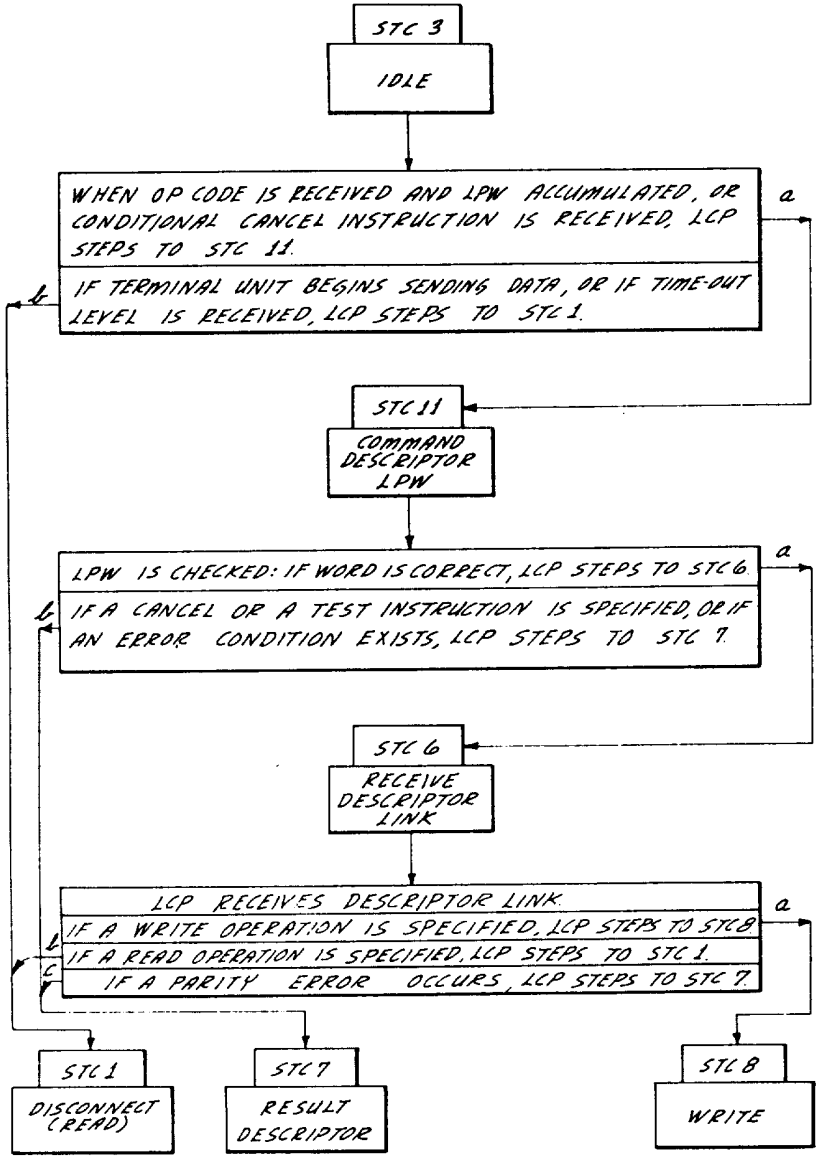 STC 3
IDLE
WHEN OP CODE IS RECEIVED AND LPW ACCUMULATED, OR
CONDITIONAL CANCEL INSTRUCTION IS RECEIVED, LCP
STEPS TO STC 11.
a
IF TERMINAL UNIT BEGINS SENDING DATA, OR IF TIME-OUT
LEVEL IS RECEIVED, LCP STEPS TO STC 1.
b
STC 11
COMMAND
DESCRIPTOR
LPW
LPW IS CHECKED: IF WORD IS CORRECT, LCP STEPS TO STC 6.
a
IF A CANCEL OR A TEST INSTRUCTION IS SPECIFIED, OR IF
AN ERROR CONDITION EXISTS, LCP STEPS TO STC 7.
b
STC 6
RECEIVE
DESCRIPTOR
LINK
LCP RECEIVES DESCRIPTOR LINK.
IF A WRITE OPERATION IS SPECIFIED, LCP STEPS TO STC 8
a
b
IF A READ OPERATION IS SPECIFIED, LCP STEPS TO STC 1.
c
IF A PARITY ERROR OCCURS, LCP STEPS TO STC 7.
STC 1
DISCONNECT
(READ)
STC 7
RESULT
DESCRIPTOR
STC 8
WRITE